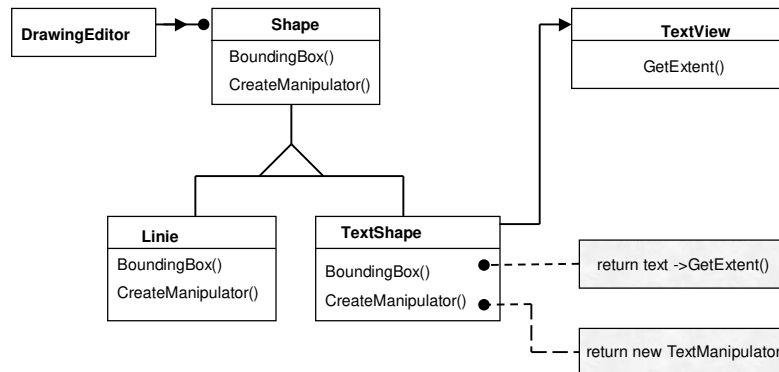 DrawingEditor
Shape
BoundingBox()
CreateManipulator()
TextView
GetExtent()
Linie
BoundingBox()
CreateManipulator()
TextShape
BoundingBox()
CreateManipulator()
return text ->GetExtent()
return new TextManipulator